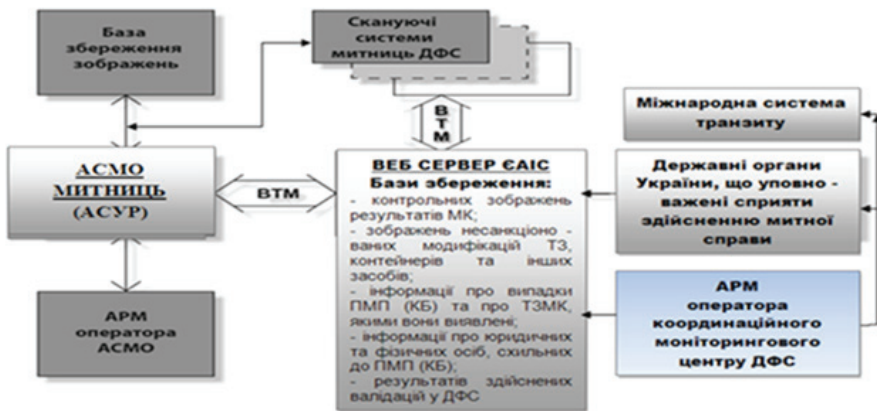 База
збереження
зображень
Скануючі
системи
митниць ДФС
В
Т
М
Міжнародна система
транзиту
АСМО
МИТНИЦЬ
(АСУР)
ВТМ
ВЕБ СЕРВЕР ЄАІС
Бази збереження:
- контрольних зображень
результатів МК;
- зображень несанкціоно -
ваних модифікацій ТЗ,
контейнерів та інших
засобів;
- інформації про випадки
ПМП (КБ) та про ТЗМК,
якими вони виявлені;
- інформації про юридичних
та фізичних осіб, схильних
до ПМП (КБ);
- результатів здійснених
валідацій у ДФС
Державні органи
України, що уповно -
важені сприяти
здійсненню митної
справи
АРМ
оператора
АСМО
АРМ
оператора
координаційного
моніторингового
центру ДФС